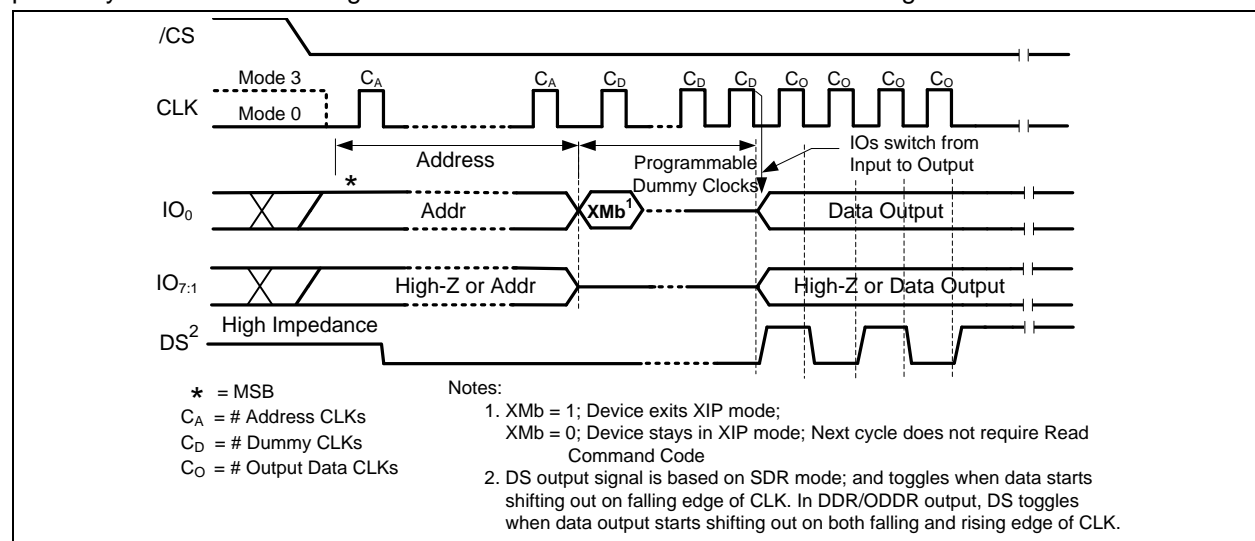 /CS
Mode 3
CLK
Mode 0
CA CA CD CD CD CO CO CO CO
Address
Programmable
Dummy Clocks
IOs switch from
Input to Output
*
IO0
Addr
XMb1
Data Output
IO7:1
High-Z or Addr
High-Z or Data Output
High Impedance
DS2
* = MSB
CA = # Address CLKs
CD = # Dummy CLKs
CO = # Output Data CLKs
Notes:
1. XMb = 1; Device exits XIP mode;
XMb = 0; Device stays in XIP mode; Next cycle does not require Read
Command Code
2. DS output signal is based on SDR mode; and toggles when data starts
shifting out on falling edge of CLK. In DDR/ODDR output, DS toggles
when data output starts shifting out on both falling and rising edge of CLK.